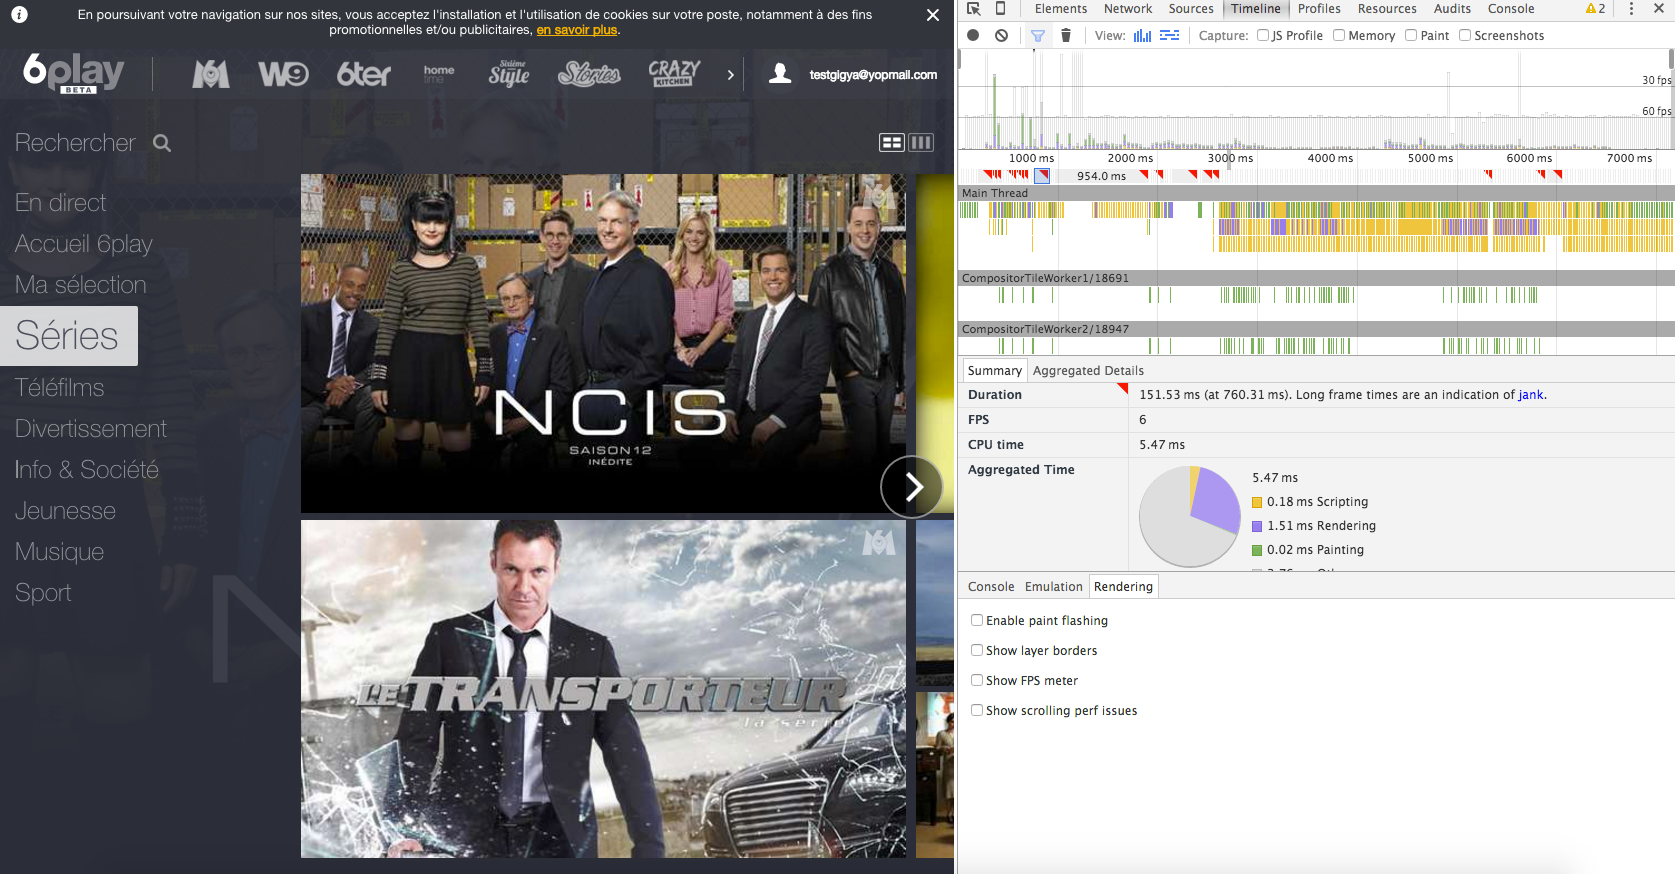 En poursuivant votre navigation sur nos sites, vous acceptez l'installation et l'utilisation de cookies sur votre poste, notamment à des fins
promotionnelles et/ou publicitaires, en savoir plus.
6play
BETA
M6 W9 6ter home time Sixième Style Stories CRAZY KITCHEN
testgigya@yopmail.com
Rechercher
En direct
Accueil 6play
Ma sélection
Séries
Téléfilms
Divertissement
Info & Société
Jeunesse
Musique
Sport
M6
NCIS
SAISON 12
INÉDITE
M6
LE TRANSPORTEUR
la série
Elements Network Sources Timeline Profiles Resources Audits Console 2
View: Capture: JS Profile Memory Paint Screenshots
30 fps
60 fps
1000 ms 2000 ms 3000 ms 4000 ms 5000 ms 6000 ms 7000 ms
954.0 ms
Main Thread
CompositorTileWorker1/18691
CompositorTileWorker2/18947
Summary Aggregated Details
Duration 151.53 ms (at 760.31 ms). Long frame times are an indication of jank.
FPS 6
CPU time 5.47 ms
Aggregated Time
5.47 ms
0.18 ms Scripting
1.51 ms Rendering
0.02 ms Painting
Console Emulation Rendering
Enable paint flashing
Show layer borders
Show FPS meter
Show scrolling perf issues